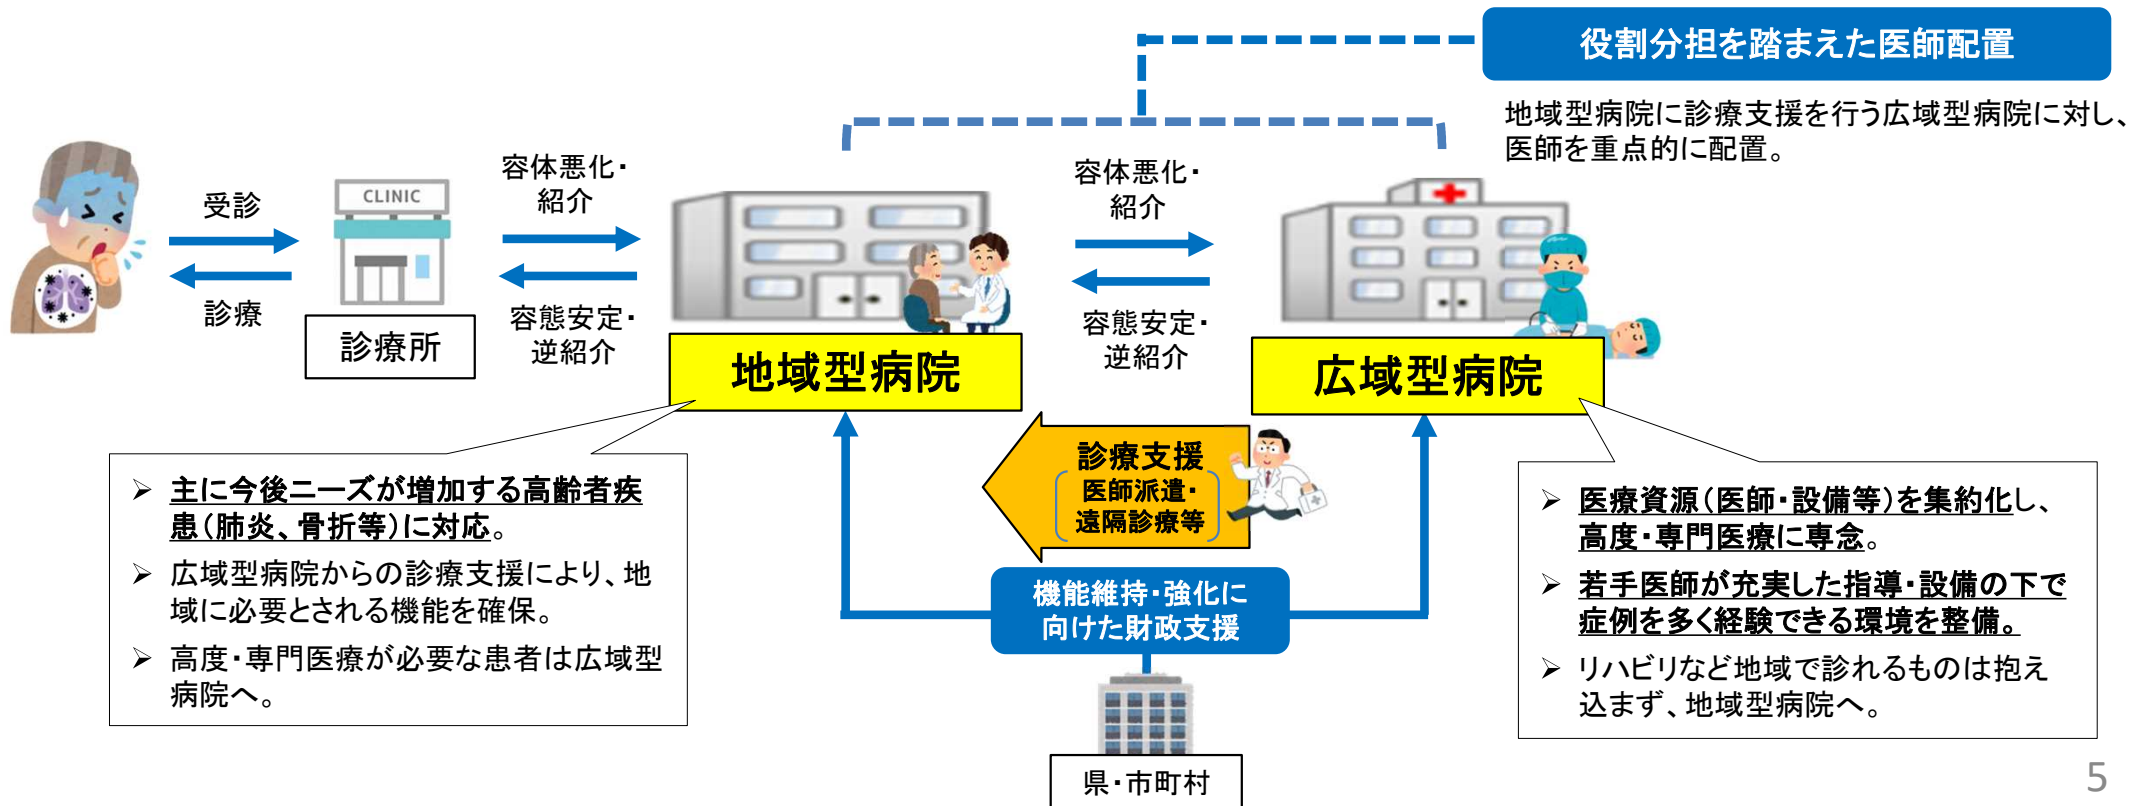 役割分担を踏まえた医師配置
地域型病院に診療支援を行う広域型病院に対し、
医師を重点的に配置。
受診
診療
CLINIC
診療所
容体悪化・
紹介
容態安定・
逆紹介
地域型病院
容体悪化・
紹介
容態安定・
逆紹介
広域型病院
診療支援
医師派遣・
遠隔診療等
➢ 主に今後ニーズが増加する高齢者疾
患(肺炎、骨折等)に対応。
➢ 広域型病院からの診療支援により、地
域に必要とされる機能を確保。
➢ 高度・専門医療が必要な患者は広域型
病院へ。
機能維持・強化に
向けた財政支援
県・市町村
➢ 医療資源(医師・設備等)を集約化し、
高度・専門医療に専念。
➢ 若手医師が充実した指導・設備の下で
症例を多く経験できる環境を整備。
➢ リハビリなど地域で診れるものは抱え
込まず、地域型病院へ。
5